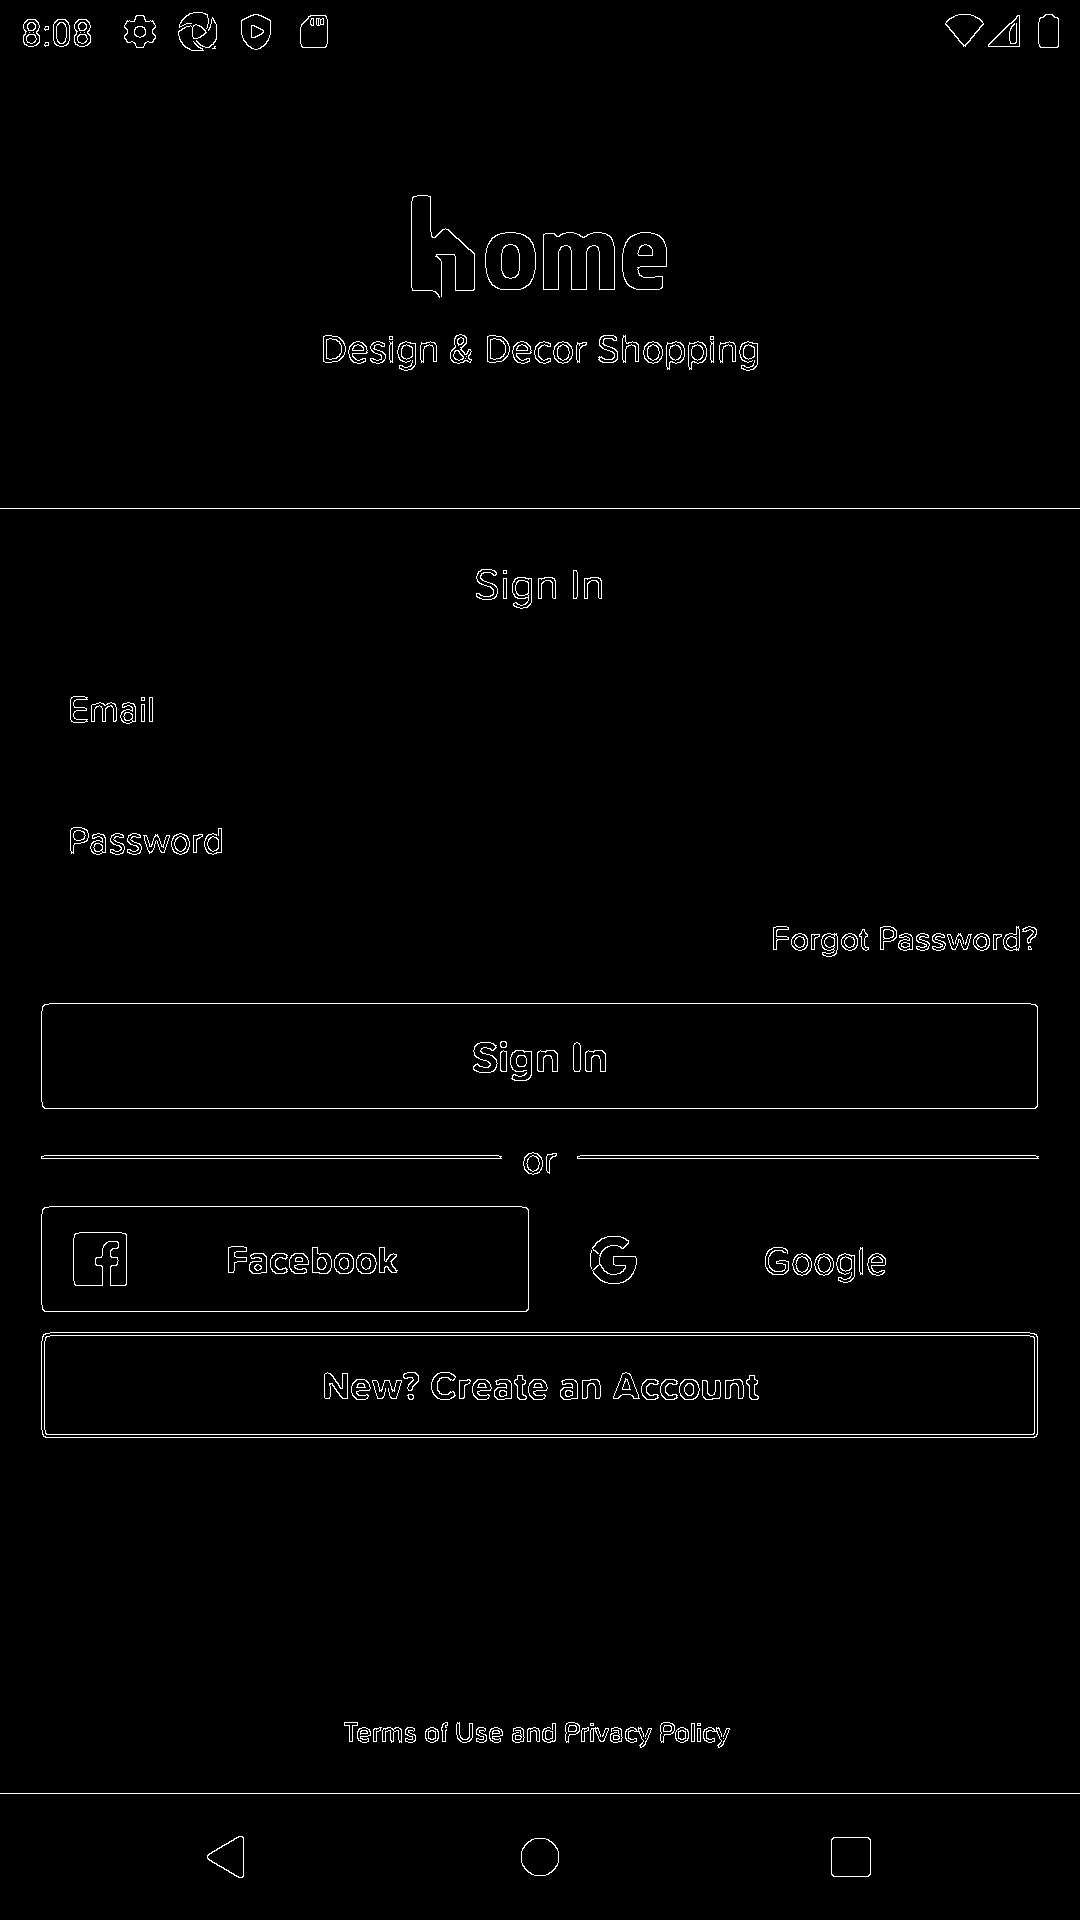 8:08
home
Design & Decor Shopping
Sign In
Email
Password
Forgot Password?
Sign In
or
Facebook
Google
New? Create an Account
Terms of Use and Privacy Policy